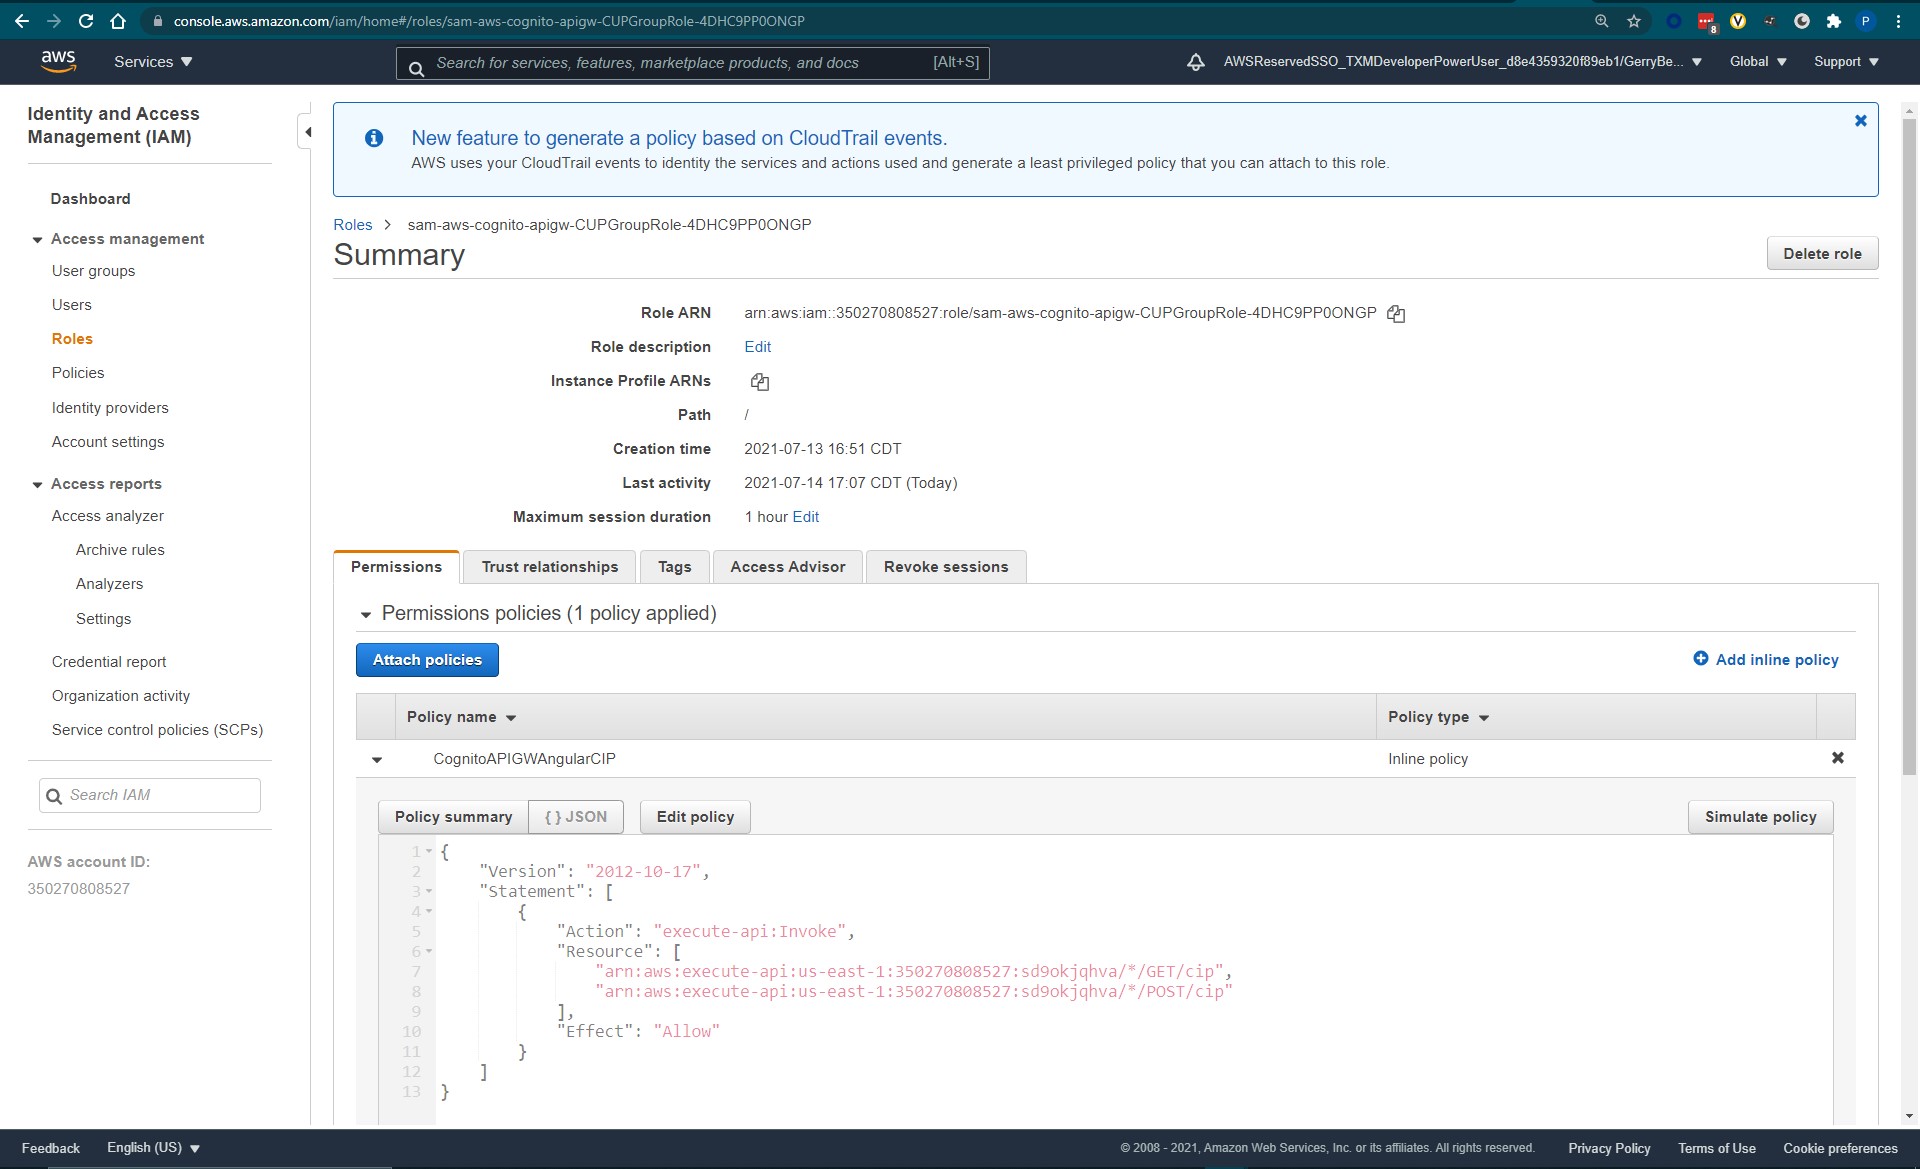 console.aws.amazon.com/iam/home#/roles/sam-aws-cognito-apigw-CUPGroupRole-4DHC9PP0ONGP
8
V
P
aws
Services
Search for services, features, marketplace products, and docs
[Alt+S]
AWSReservedSSO_TXMDeveloperPowerUser_d8e4359320f89eb1/GerryBe...
Global
Support
Identity and Access
Management (IAM)
Dashboard
Access management
User groups
Users
Roles
Policies
Identity providers
Account settings
Access reports
Access analyzer
Archive rules
Analyzers
Settings
Credential report
Organization activity
Service control policies (SCPs)
Search IAM
AWS account ID:
350270808527
New feature to generate a policy based on CloudTrail events.
AWS uses your CloudTrail events to identify the services and actions used and generate a least privileged policy that you can attach to this role.
Roles > sam-aws-cognito-apigw-CUPGroupRole-4DHC9PP0ONGP
Summary
Delete role
Role ARN arn:aws:iam::350270808527:role/sam-aws-cognito-apigw-CUPGroupRole-4DHC9PP0ONGP
Role description Edit
Instance Profile ARNs
Path /
Creation time 2021-07-13 16:51 CDT
Last activity 2021-07-14 17:07 CDT (Today)
Maximum session duration 1 hour Edit
Permissions
Trust relationships
Tags
Access Advisor
Revoke sessions
Permissions policies (1 policy applied)
Attach policies
Add inline policy
Policy name
Policy type
CognitoAPIGWAngularCIP
Inline policy
Policy summary
{ } JSON
Edit policy
Simulate policy
1 {
2 "Version": "2012-10-17",
3 "Statement": [
4 {
5 "Action": "execute-api:Invoke",
6 "Resource": [
7 "arn:aws:execute-api:us-east-1:350270808527:sd9okjqhva/*/GET/cip",
8 "arn:aws:execute-api:us-east-1:350270808527:sd9okjqhva/*/POST/cip"
9 ],
10 "Effect": "Allow"
11 }
12 ]
13 }
Feedback
English (US)
© 2008 - 2021, Amazon Web Services, Inc. or its affiliates. All rights reserved.
Privacy Policy
Terms of Use
Cookie preferences